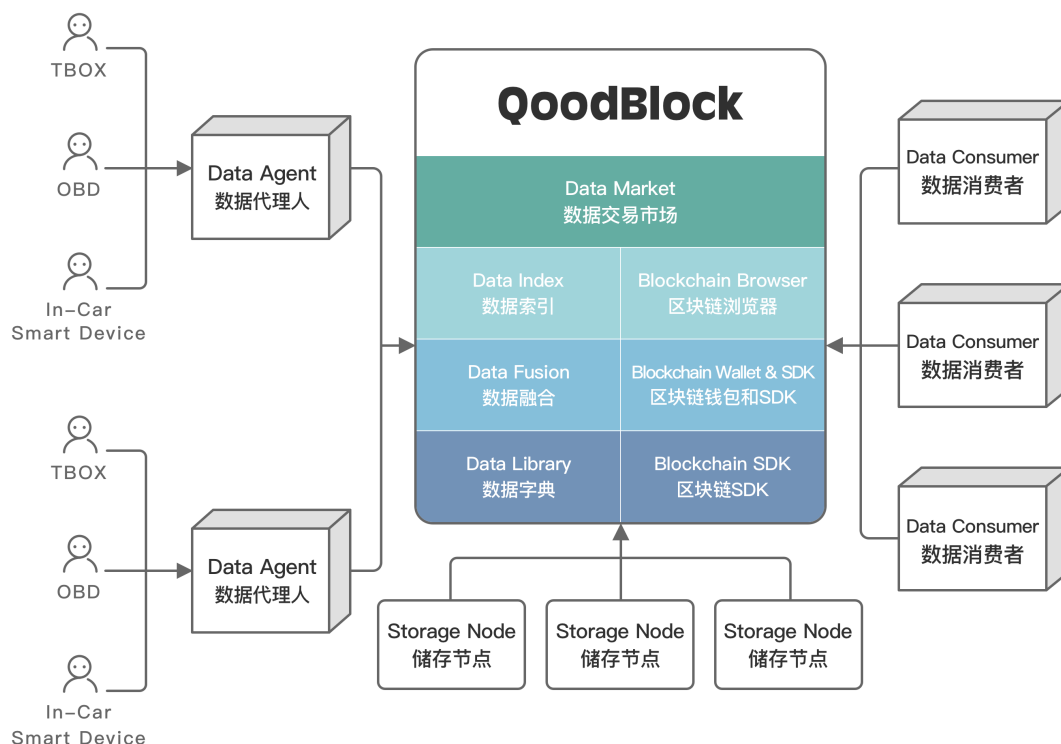 TBOX
OBD
In-Car
Smart Device
Data Agent
数据代理人
TBOX
OBD
In-Car
Smart Device
Data Agent
数据代理人
QoodBlock
Data Market
数据交易市场
Data Index
数据索引
Blockchain Browser
区块链浏览器
Data Fusion
数据融合
Blockchain Wallet & SDK
区块链钱包和SDK
Data Library
数据字典
Blockchain SDK
区块链SDK
Storage Node
储存节点
Storage Node
储存节点
Storage Node
储存节点
Data Consumer
数据消费者
Data Consumer
数据消费者
Data Consumer
数据消费者